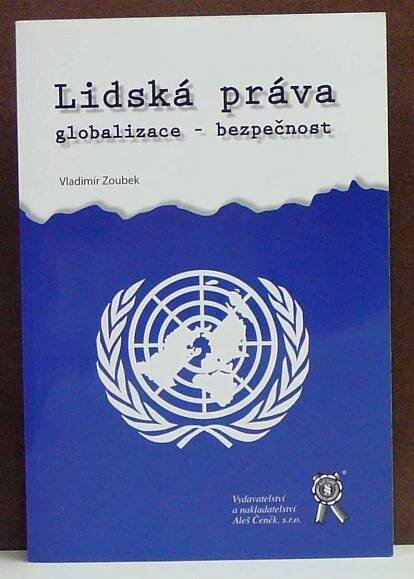 Lidská práva
globalizace - bezpečnost
Vladimír Zoubek
Vydavatelství
a nakladatelství
Aleš Čeněk, s.r.o.
®